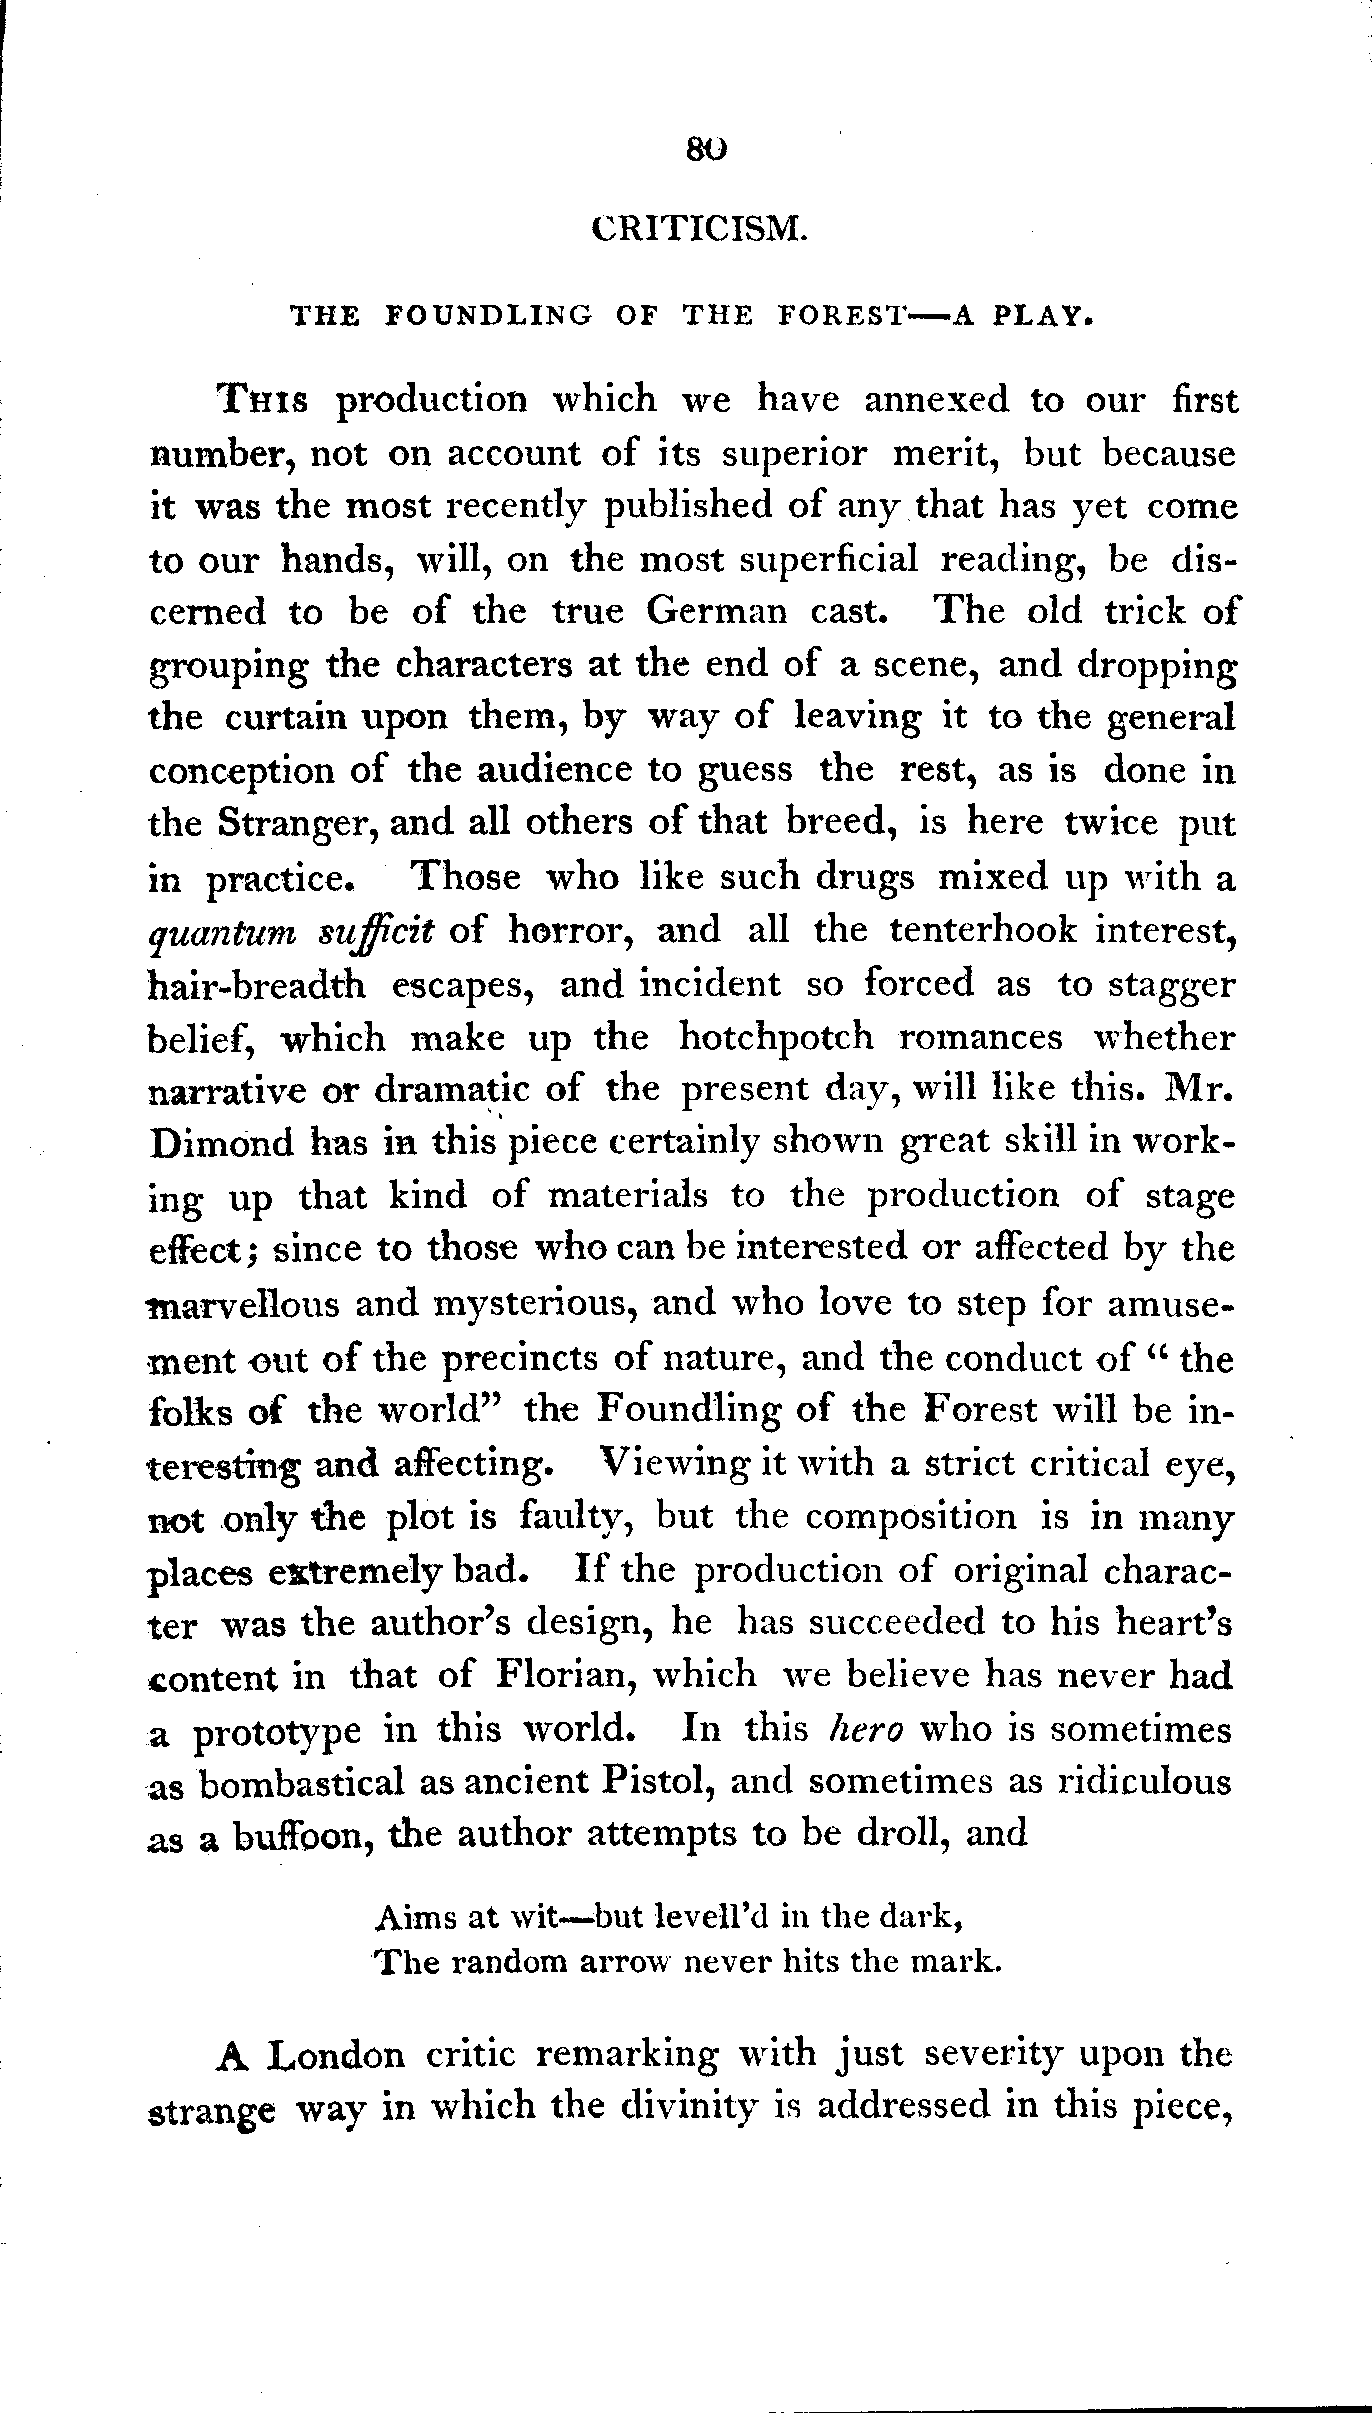 80
CRITICISM.
THE FOUNDLING OF THE FOREST—A PLAY.
THIS production which we have annexed to our first
number, not on account of its superior merit, but because
it was the most recently published of any that has yet come
to our hands, will, on the most superficial reading, be dis-
cerned to be of the true German cast. The old trick of
grouping the characters at the end of a scene, and dropping
the curtain upon them, by way of leaving it to the general
conception of the audience to guess the rest, as is done in
the Stranger, and all others of that breed, is here twice put
in practice. Those who like such drugs mixed up with a
quantum sufficit of horror, and all the tenterhook interest,
hair-breadth escapes, and incident so forced as to stagger
belief, which make up the hotchpotch romances whether
narrative or dramatic of the present day, will like this. Mr.
Dimond has in this piece certainly shown great skill in work-
ing up that kind of materials to the production of stage
effect; since to those who can be interested or affected by the
marvellous and mysterious, and who love to step for amuse-
ment out of the precincts of nature, and the conduct of “ the
folks of the world” the Foundling of the Forest will be in-
teresting and affecting. Viewing it with a strict critical eye,
not only the plot is faulty, but the composition is in many
places extremely bad. If the production of original charac-
ter was the author’s design, he has succeeded to his heart’s
content in that of Florian, which we believe has never had
a prototype in this world. In this hero who is sometimes
as bombastical as ancient Pistol, and sometimes as ridiculous
as a buffoon, the author attempts to be droll, and
Aims at wit—but levell’d in the dark,
The random arrow never hits the mark.
A London critic remarking with just severity upon the
strange way in which the divinity is addressed in this piece,